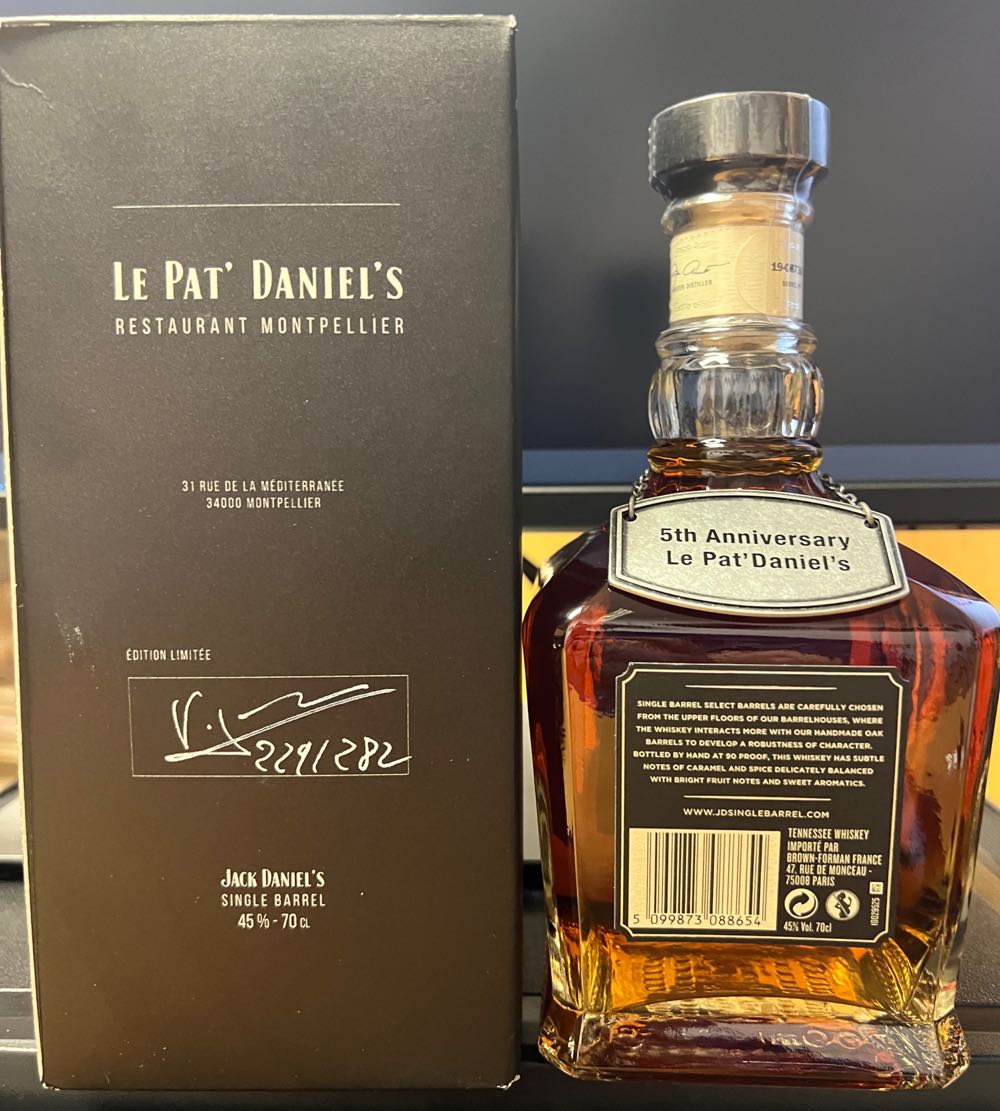 LE PAT' DANIEL'S
RESTAURANT MONTPELLIER
31 RUE DE LA MÉDITERRANÉE
34000 MONTPELLIER
ÉDITION LIMITÉE
229/282
JACK DANIEL'S
SINGLE BARREL
45 % - 70 CL
DISTILLER
5th Anniversary
Le Pat'Daniel's
SINGLE BARREL SELECT BARRELS ARE CAREFULLY CHOSEN
FROM THE UPPER FLOORS OF OUR BARRELHOUSES, WHERE
THE WHISKEY INTERACTS MORE WITH OUR HANDMADE OAK
BARRELS TO DEVELOP A ROBUSTNESS OF CHARACTER.
BOTTLED BY HAND AT 90 PROOF, THIS WHISKEY HAS SUBTLE
NOTES OF CARAMEL AND SPICE DELICATELY BALANCED
WITH BRIGHT FRUIT NOTES AND SWEET AROMATICS.
WWW.JDSINGLEBARREL.COM
TENNESSEE WHISKEY
IMPORTÉ PAR
BROWN-FORMAN FRANCE
47, RUE DE MONCEAU -
75008 PARIS
45% Vol. 70cl
10029525
5 099873 088654